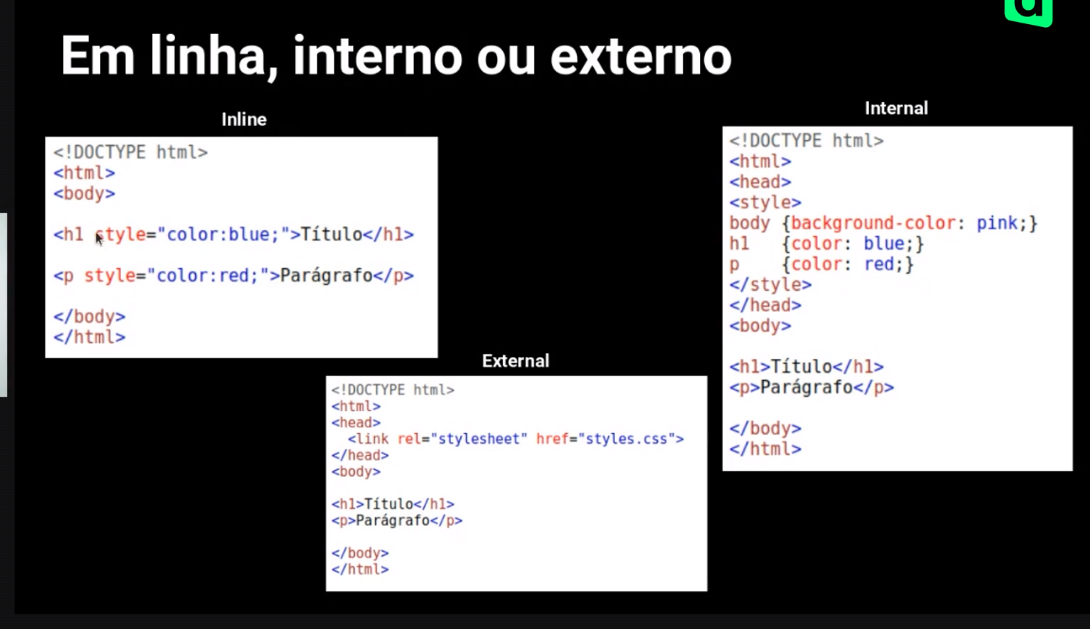 Em linha, interno ou externo
Inline
<!DOCTYPE html>
<html>
<body>
<h1 style="color:blue;">Título</h1>
<p style="color:red;">Parágrafo</p>
</body>
</html>
External
<!DOCTYPE html>
<html>
<head>
<link rel="stylesheet" href="styles.css">
</head>
<body>
<h1>Título</h1>
<p>Parágrafo</p>
</body>
</html>
Internal
<!DOCTYPE html>
<html>
<head>
<style>
body {background-color: pink;}
h1 {color: blue;}
p {color: red;}
</style>
</head>
<body>
<h1>Título</h1>
<p>Parágrafo</p>
</body>
</html>